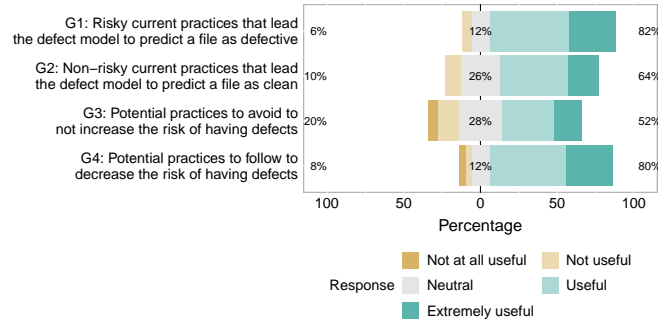 G1: Risky current practices that lead
the defect model to predict a file as defective
6%
12%
82%
G2: Non−risky current practices that lead
the defect model to predict a file as clean
10%
26%
64%
G3: Potential practices to avoid to
not increase the risk of having defects
20%
28%
52%
G4: Potential practices to follow to
decrease the risk of having defects
8%
12%
80%
100 50 0 50 100
Percentage
Response
Not at all useful
Not useful
Neutral
Useful
Extremely useful